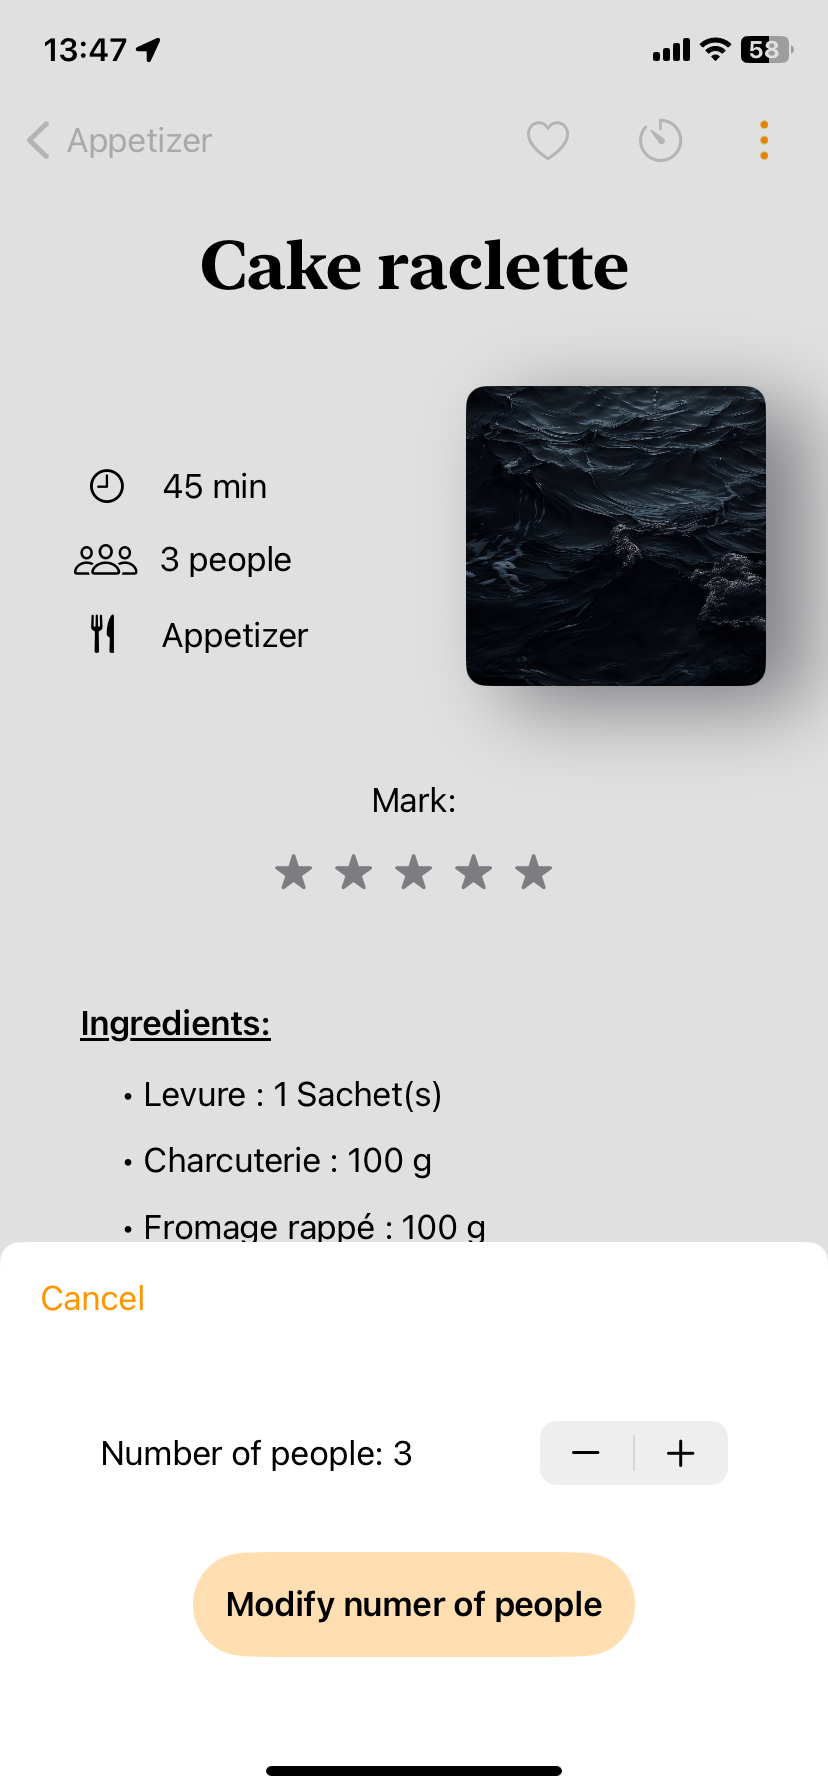 13:47
58
Appetizer
Cake raclette
45 min
3 people
Appetizer
Mark:
Ingredients:
• Levure : 1 Sachet(s)
• Charcuterie : 100 g
• Fromage rappé : 100 g
Cancel
Number of people: 3
Modify numer of people